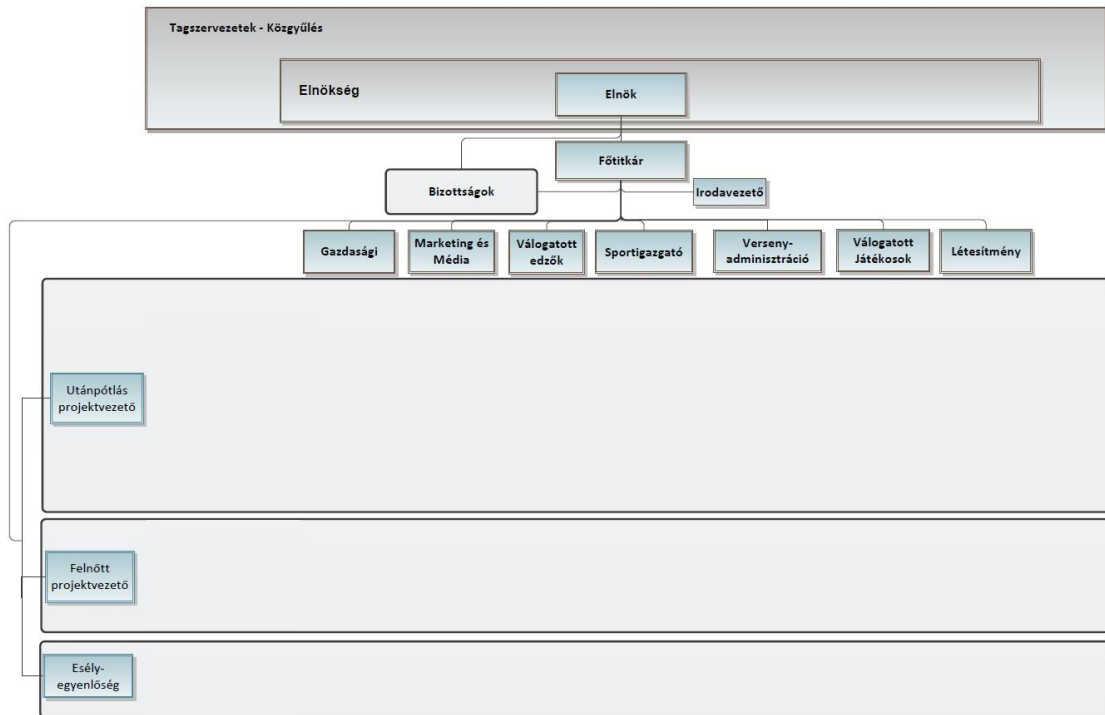 Tagszervezetek - Közgyűlés
Elnökség
Elnök
Főtitkár
Bizottságok
Irodavezető
Gazdasági
Marketing és
Média
Válogatott
edzők
Sportigazgató
Verseny-
adminisztráció
Válogatott
Játékosok
Létesítmény
Utánpótlás
projektvezető
Felnőtt
projektvezető
Esély-
egyenlőség